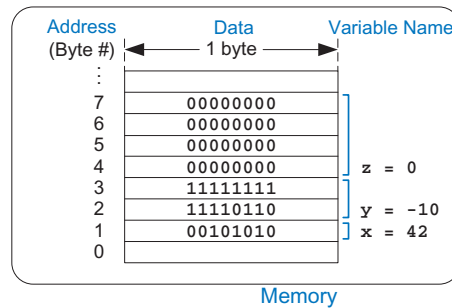 Address Data Variable Name
(Byte #) 1 byte
⋮
7 00000000
6 00000000
5 00000000
4 00000000 z = 0
3 11111111
2 11110110 y = -10
1 00101010 x = 42
0
Memory